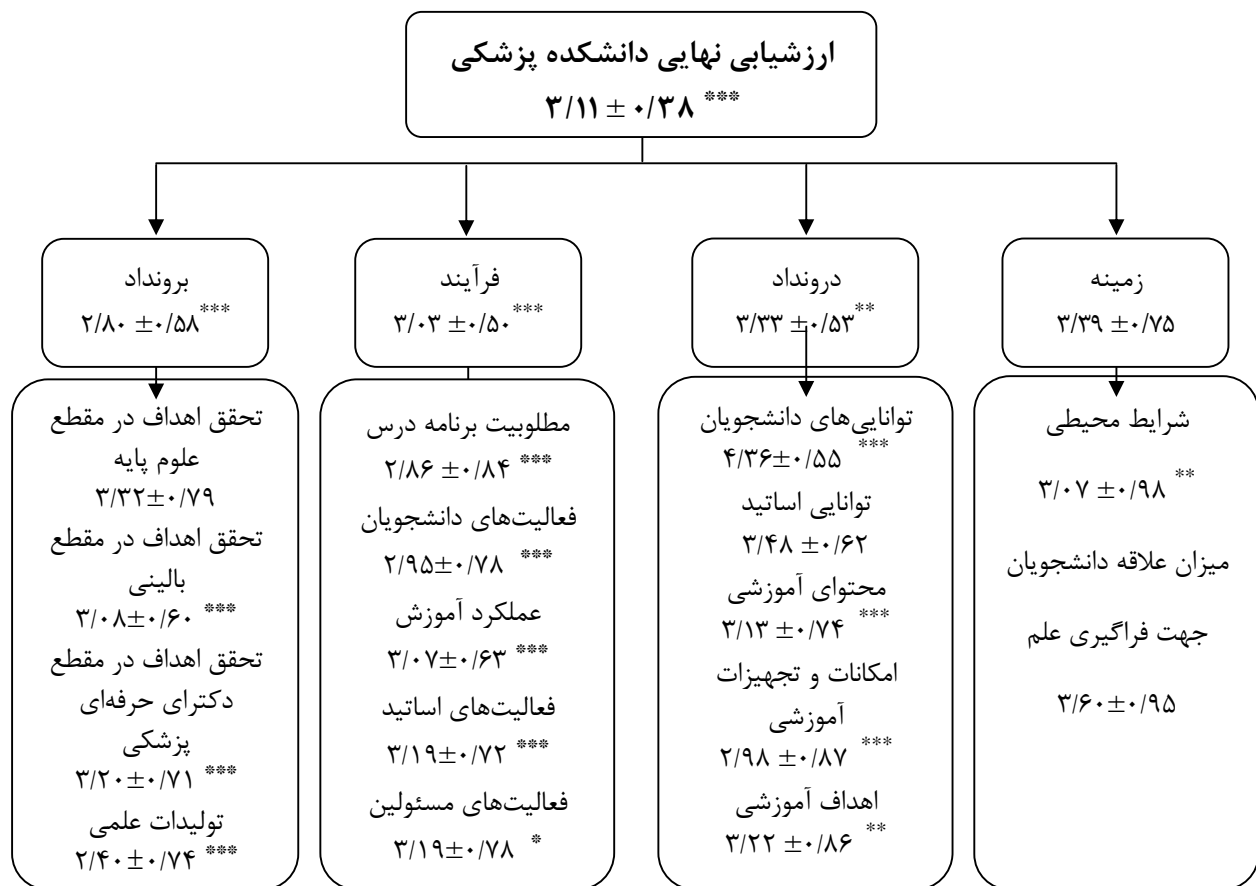 ارزشیابی نهایی دانشکده پزشکی
۳/۱۱ ± ۰/۳۸ ***
زمینه
۳/۳۹ ±۰/۷۵
درونداد
۳/۳۳ ±۰/۵۳**
فرآیند
۳/۰۳ ±۰/۵۰***
برونداد
۲/۸۰ ±۰/۵۸***
شرایط محیطی
۳/۰۷ ±۰/۹۸ **
میزان علاقه دانشجویان
جهت فراگیری علم
۳/۶۰±۰/۹۵
توانایی‌های دانشجویان
۴/۳۶±۰/۵۵ ***
توانایی اساتید
۳/۴۸ ±۰/۶۲
محتوای آموزشی
۳/۱۳ ±۰/۷۴ ***
امکانات و تجهیزات
آموزشی
۲/۹۸ ±۰/۸۷ ***
اهداف آموزشی
۳/۲۲ ±۰/۸۶ **
مطلوبیت برنامه درس
۲/۸۶ ±۰/۸۴ ***
فعالیت‌های دانشجویان
۲/۹۵±۰/۷۸ ***
عملکرد آموزش
۳/۰۷±۰/۶۳ ***
فعالیت‌های اساتید
۳/۱۹±۰/۷۲ ***
فعالیت‌های مسئولین
۳/۱۹±۰/۷۸ *
تحقق اهداف در مقطع
علوم پایه
۳/۳۲±۰/۷۹
تحقق اهداف در مقطع
بالینی
۳/۰۸±۰/۶۰ ***
تحقق اهداف در مقطع
دکترای حرفه‌ای
پزشکی
۳/۲۰±۰/۷۱ ***
تولیدات علمی
۲/۴۰±۰/۷۴ ***